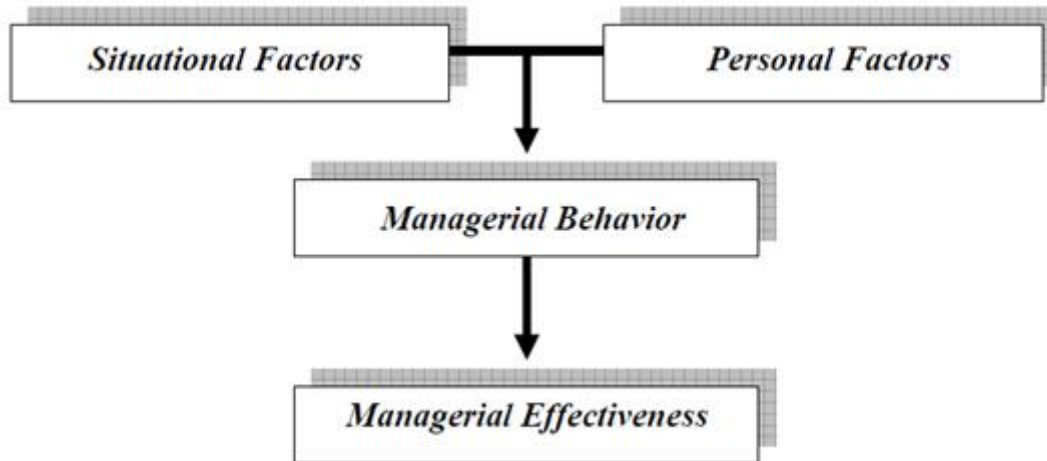 Situational Factors
Personal Factors
Managerial Behavior
Managerial Effectiveness